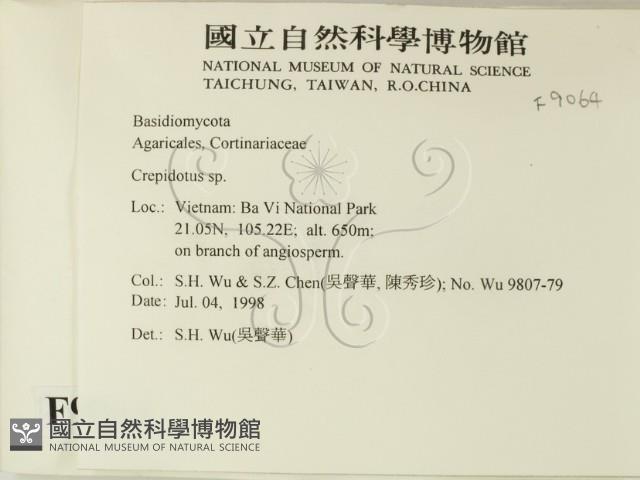 國立自然科學博物館
NATIONAL MUSEUM OF NATURAL SCIENCE
TAICHUNG, TAIWAN, R.O.CHINA
F9064
Basidiomycota
Agaricales, Cortinariaceae
Crepidotus sp.
Loc.: Vietnam: Ba Vi National Park
21.05N, 105.22E; alt. 650m;
on branch of angiosperm.
Col.: S.H. Wu & S.Z. Chen(吳聲華, 陳秀珍); No. Wu 9807-79
Date: Jul. 04, 1998
Det.: S.H. Wu(吳聲華)
國立自然科學博物館
NATIONAL MUSEUM OF NATURAL SCIENCE